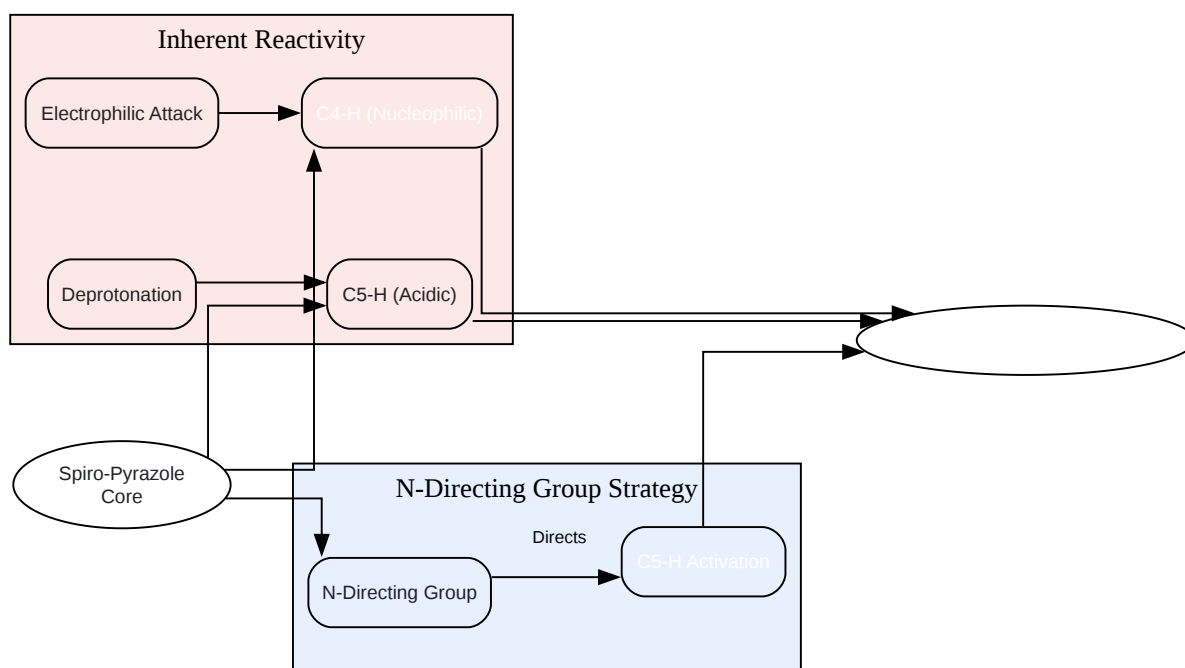 Inherent Reactivity
Electrophilic Attack
C4-H (Nucleophilic)
Deprotonation
C5-H (Acidic)
Spiro-Pyrazole
Core
N-Directing Group Strategy
Directs
C5-H Activation
N-Directing Group